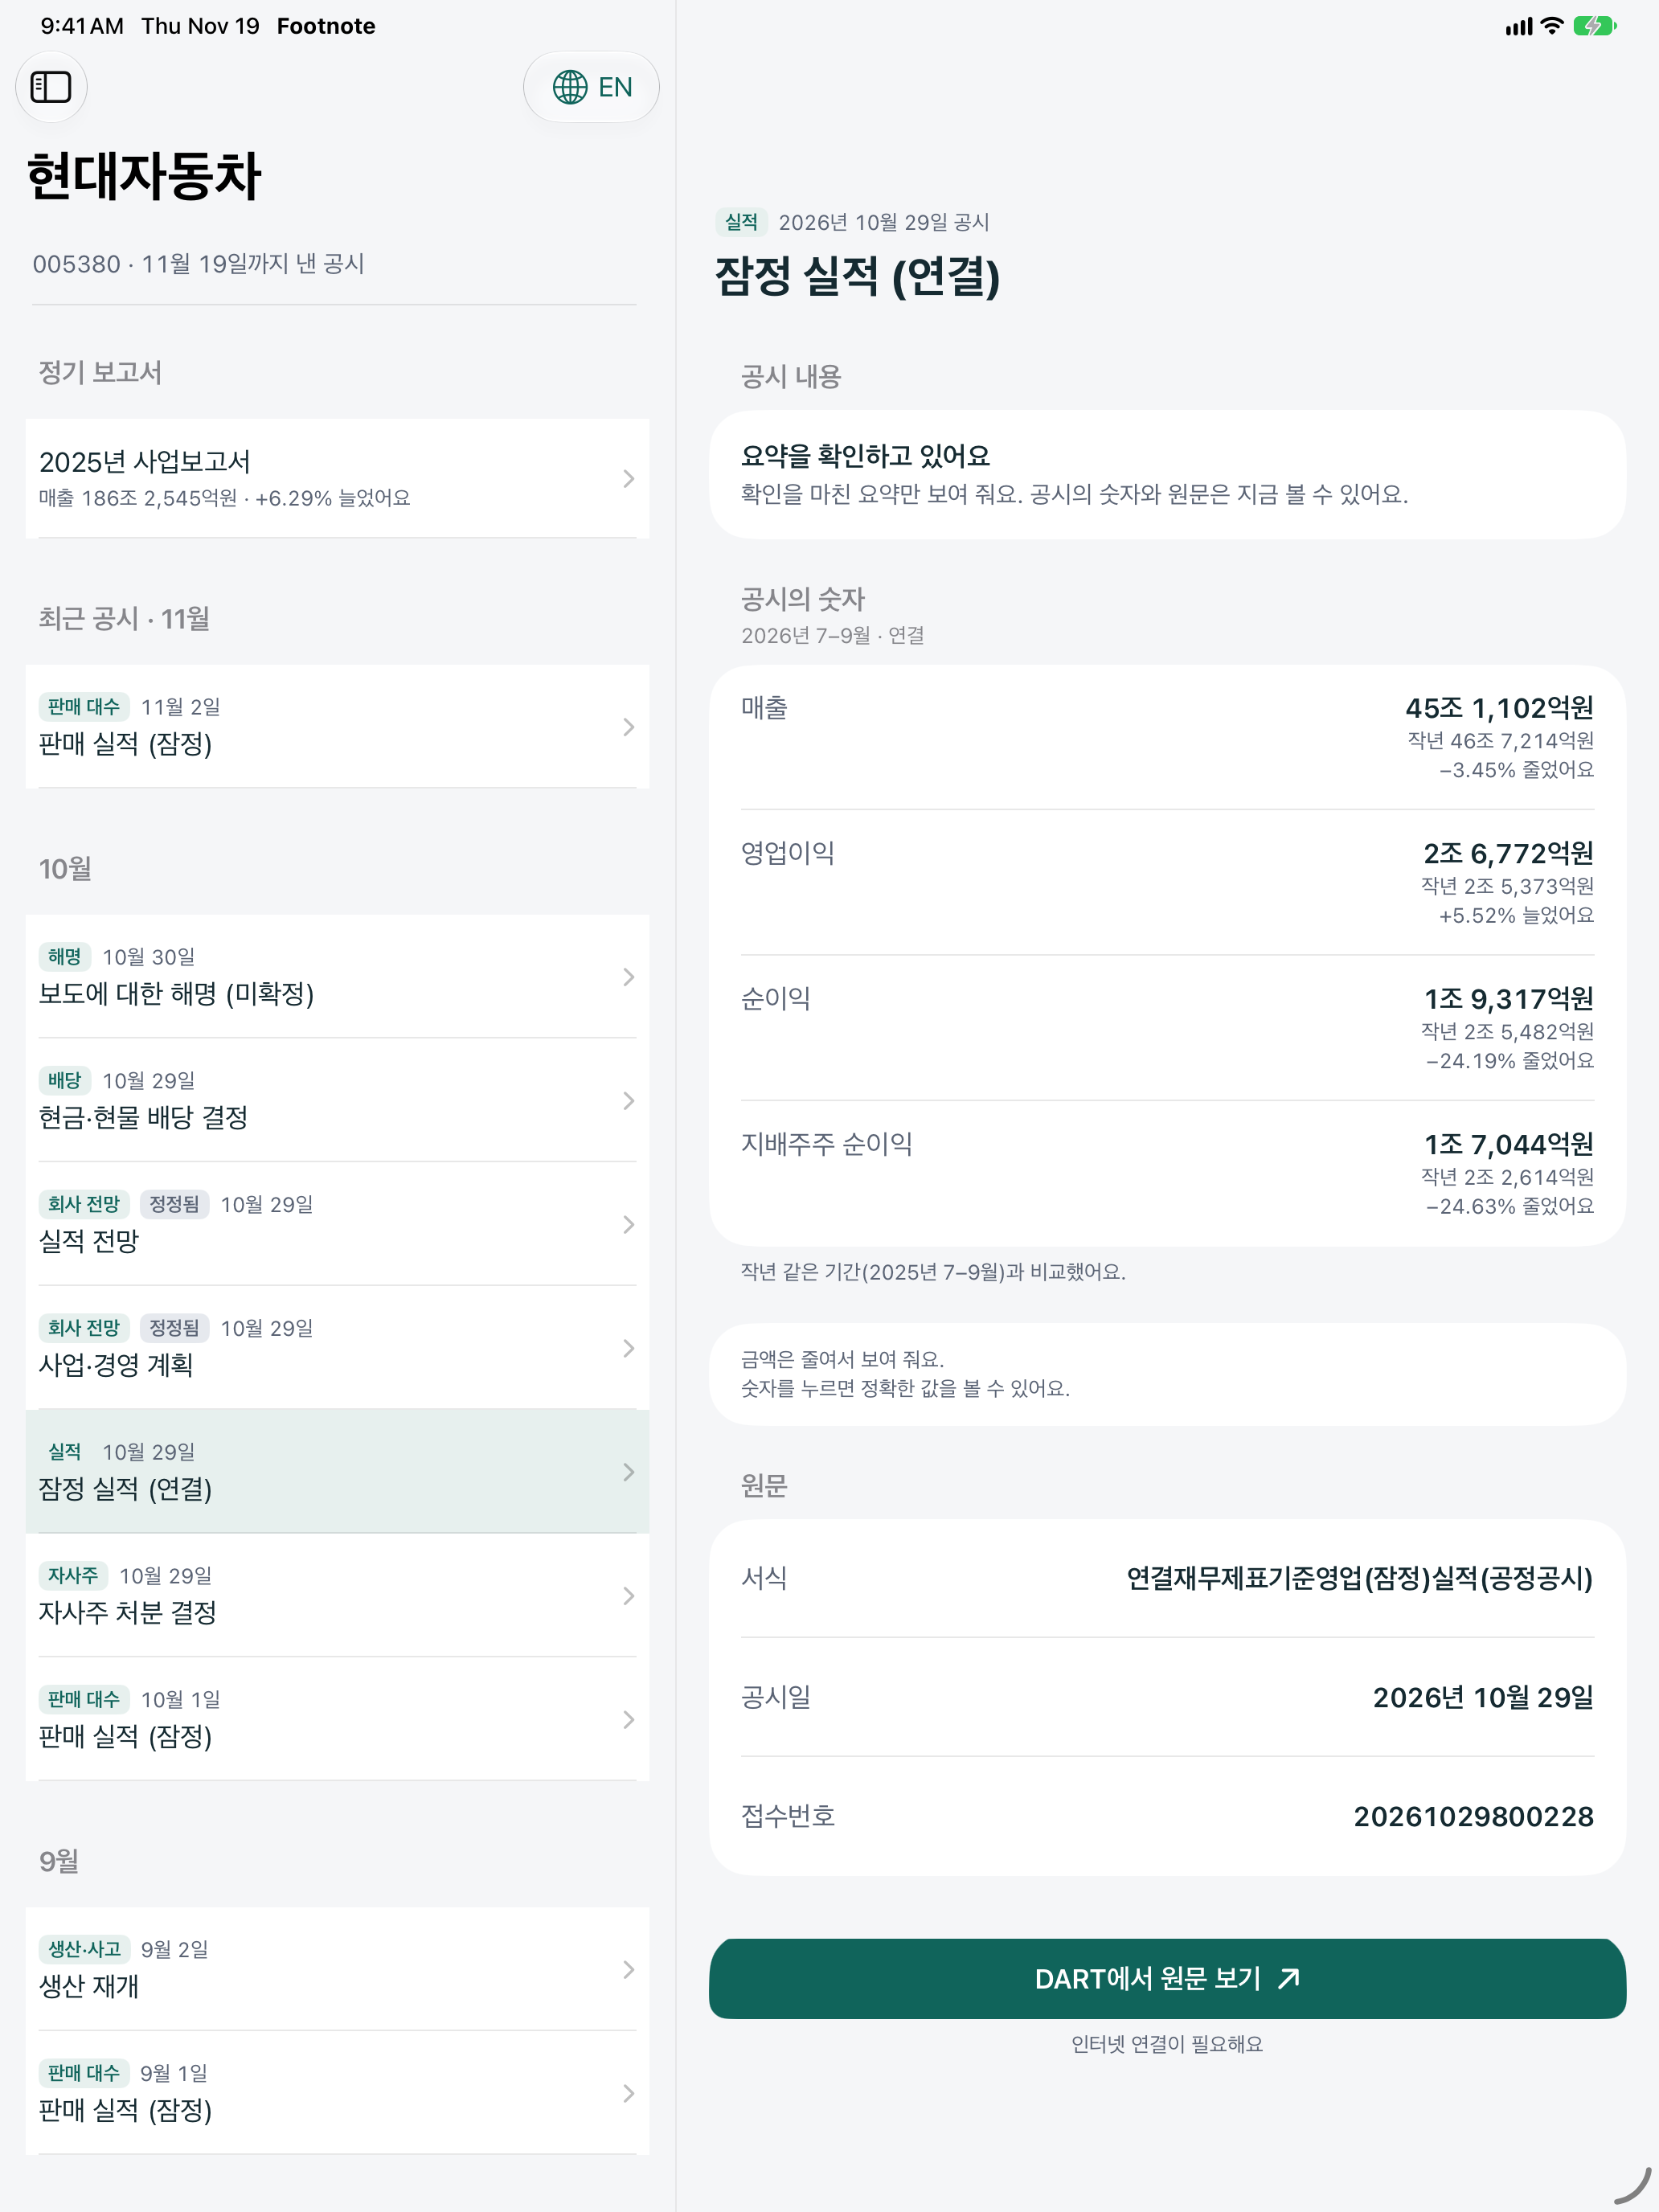 9:41 AM Thu Nov 19 Footnote
EN
현대자동차
005380 · 11월 19일까지 낸 공시
정기 보고서
2025년 사업보고서
매출 186조 2,545억원 · +6.29% 늘었어요
최근 공시 · 11월
판매 대수 11월 2일
판매 실적 (잠정)
10월
해명 10월 30일
보도에 대한 해명 (미확정)
배당 10월 29일
현금·현물 배당 결정
회사 전망 정정됨 10월 29일
실적 전망
회사 전망 정정됨 10월 29일
사업·경영 계획
실적 10월 29일
잠정 실적 (연결)
자사주 10월 29일
자사주 처분 결정
판매 대수 10월 1일
판매 실적 (잠정)
9월
생산·사고 9월 2일
생산 재개
판매 대수 9월 1일
판매 실적 (잠정)
실적 2026년 10월 29일 공시
잠정 실적 (연결)
공시 내용
요약을 확인하고 있어요
확인을 마친 요약만 보여 줘요. 공시의 숫자와 원문은 지금 볼 수 있어요.
공시의 숫자
2026년 7–9월 · 연결
매출 45조 1,102억원
작년 46조 7,214억원
−3.45% 줄었어요
영업이익 2조 6,772억원
작년 2조 5,373억원
+5.52% 늘었어요
순이익 1조 9,317억원
작년 2조 5,482억원
−24.19% 줄었어요
지배주주 순이익 1조 7,044억원
작년 2조 2,614억원
−24.63% 줄었어요
작년 같은 기간(2025년 7–9월)과 비교했어요.
금액은 줄여서 보여 줘요.
숫자를 누르면 정확한 값을 볼 수 있어요.
원문
서식 연결재무제표기준영업(잠정)실적(공정공시)
공시일 2026년 10월 29일
접수번호 20261029800228
DART에서 원문 보기
인터넷 연결이 필요해요